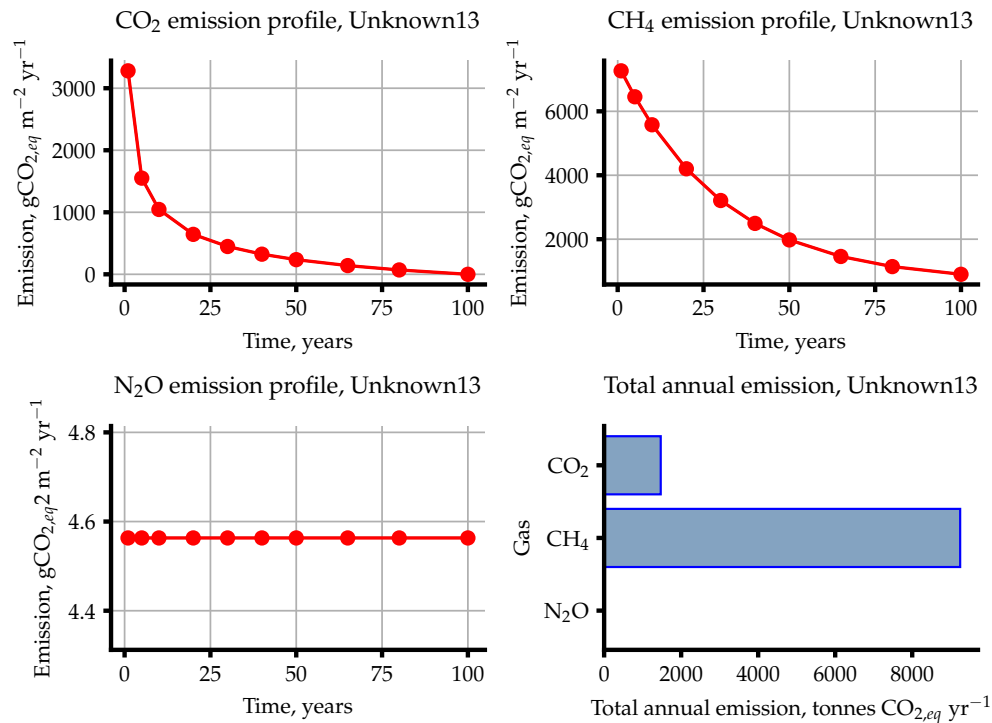 CO₂ emission profile, Unknown13
Emission, gCO₂,eq m⁻² yr⁻¹
3000
2000
1000
0
0 25 50 75 100
Time, years
CH₄ emission profile, Unknown13
Emission, gCO₂,eq m⁻² yr⁻¹
6000
4000
2000
0 25 50 75 100
Time, years
N₂O emission profile, Unknown13
Emission, gCO₂,eq2 m⁻² yr⁻¹
4.8
4.6
4.4
0 25 50 75 100
Time, years
Total annual emission, Unknown13
Gas
CO₂
CH₄
N₂O
0 2000 4000 6000 8000
Total annual emission, tonnes CO₂,eq yr⁻¹